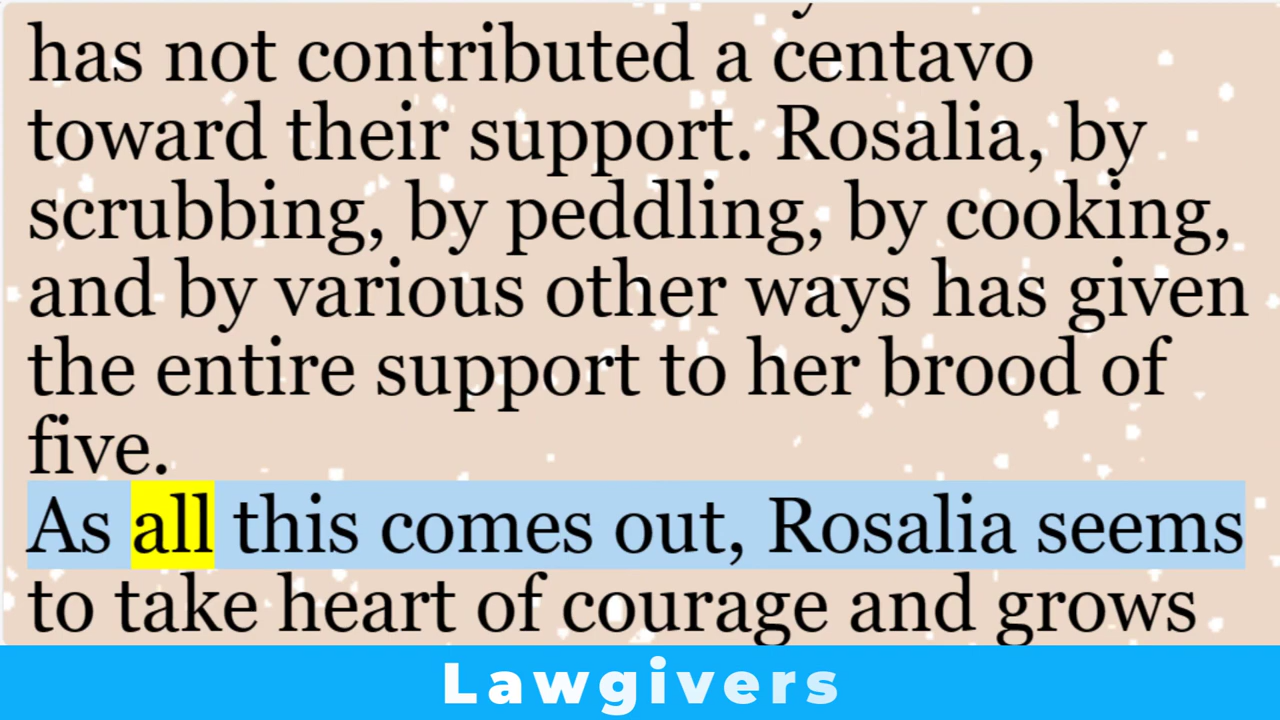 has not contributed a centavo
toward their support. Rosalia, by
scrubbing, by peddling, by cooking,
and by various other ways has given
the entire support to her brood of
five.
As all this comes out, Rosalia seems
to take heart of courage and grows
Lawgivers